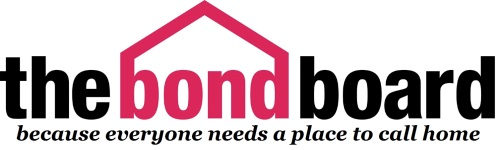 the bond board
because everyone needs a place to call home